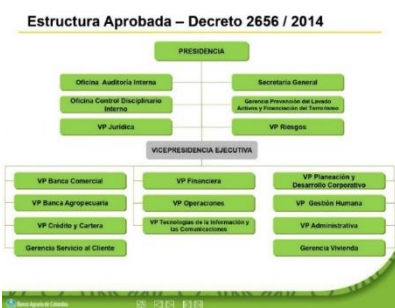 Estructura Aprobada – Decreto 2656 / 2014
PRESIDENCIA
Oficina Auditoría Interna
Secretaría General
Oficina Control Disciplinario
Interno
Gerencia Prevención del Lavado
Activos y Financiación del Terrorismo
VP Jurídica
VP Riesgos
VICEPRESIDENCIA EJECUTIVA
VP Banca Comercial
VP Financiera
VP Planeación y
Desarrollo Corporativo
VP Banca Agropecuaria
VP Operaciones
VP Gestión Humana
VP Crédito y Cartera
VP Tecnologías de la Información y
las Comunicaciones
VP Administrativa
Gerencia Servicio al Cliente
Gerencia Vivienda
Banco Agrario de Colombia